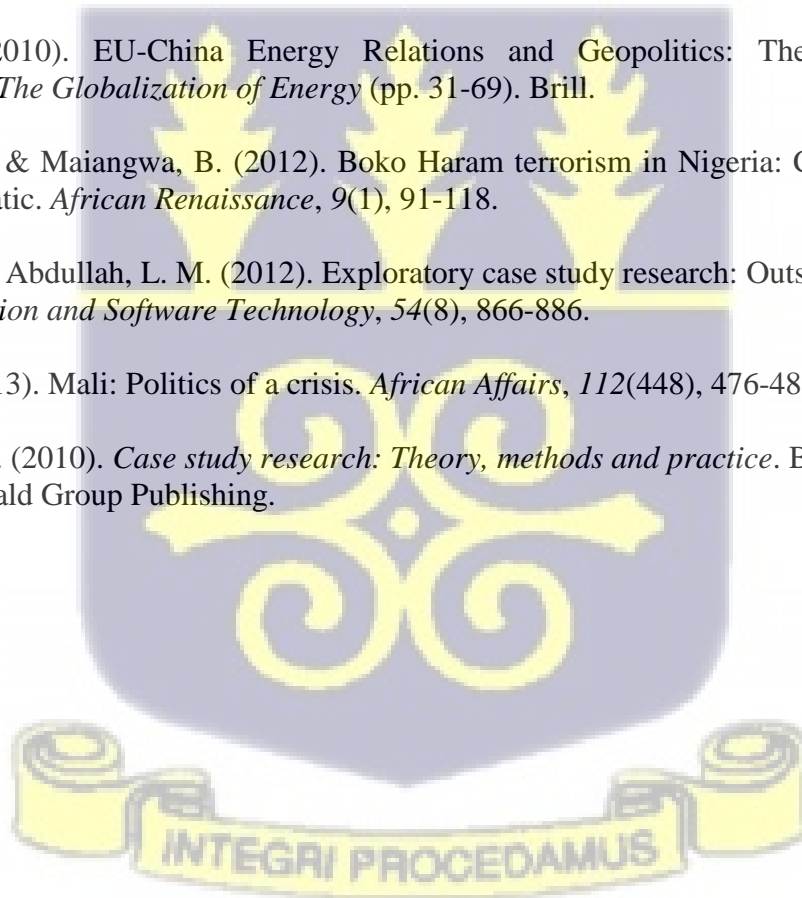 2010). EU-China Energy Relations and Geopolitics: The
The Globalization of Energy (pp. 31-69). Brill.
& Maiangwa, B. (2012). Boko Haram terrorism in Nigeria: C
atic. African Renaissance, 9(1), 91-118.
Abdullah, L. M. (2012). Exploratory case study research: Outs
ion and Software Technology, 54(8), 866-886.
13). Mali: Politics of a crisis. African Affairs, 112(448), 476-48
. (2010). Case study research: Theory, methods and practice. B
ald Group Publishing.
INTEGRI PROCEDAMUS